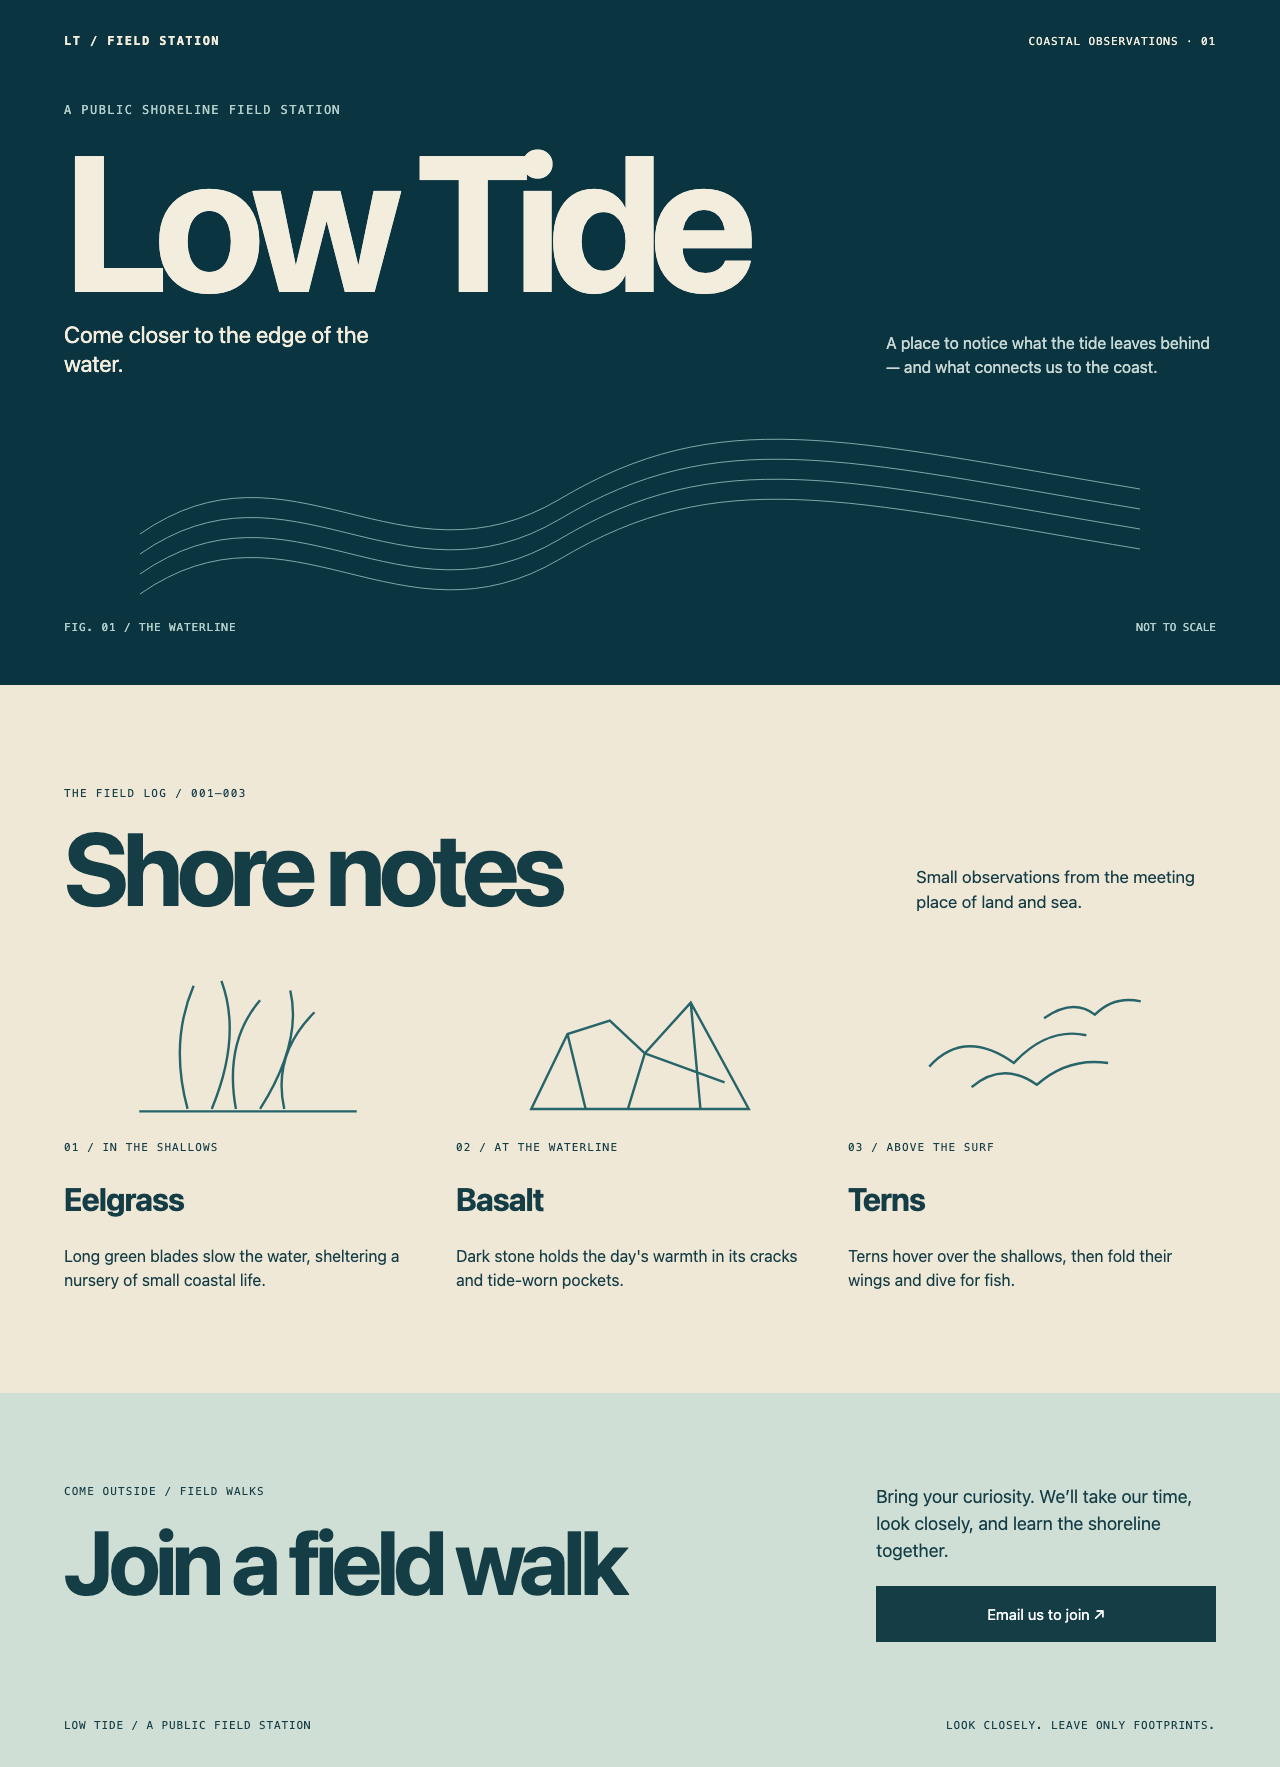 LT / FIELD STATION
COASTAL OBSERVATIONS · 01
A PUBLIC SHORELINE FIELD STATION
Low Tide
Come closer to the edge of the
water.
A place to notice what the tide leaves behind
— and what connects us to the coast.
FIG. 01 / THE WATERLINE
NOT TO SCALE
THE FIELD LOG / 001—003
Shore notes
Small observations from the meeting
place of land and sea.
01 / IN THE SHALLOWS
Eelgrass
Long green blades slow the water, sheltering a
nursery of small coastal life.
02 / AT THE WATERLINE
Basalt
Dark stone holds the day's warmth in its cracks
and tide-worn pockets.
03 / ABOVE THE SURF
Terns
Terns hover over the shallows, then fold their
wings and dive for fish.
COME OUTSIDE / FIELD WALKS
Join a field walk
Bring your curiosity. We’ll take our time,
look closely, and learn the shoreline
together.
Email us to join ↗
LOW TIDE / A PUBLIC FIELD STATION
LOOK CLOSELY. LEAVE ONLY FOOTPRINTS.